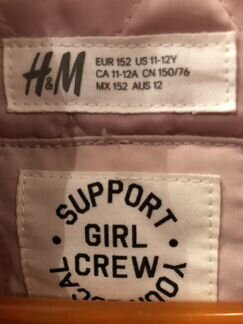 H&M
EUR 152 US 11-12Y
CA 11-12A CN 150/76
MX 152 AUS 12
SUPPORT
GIRL
CREW